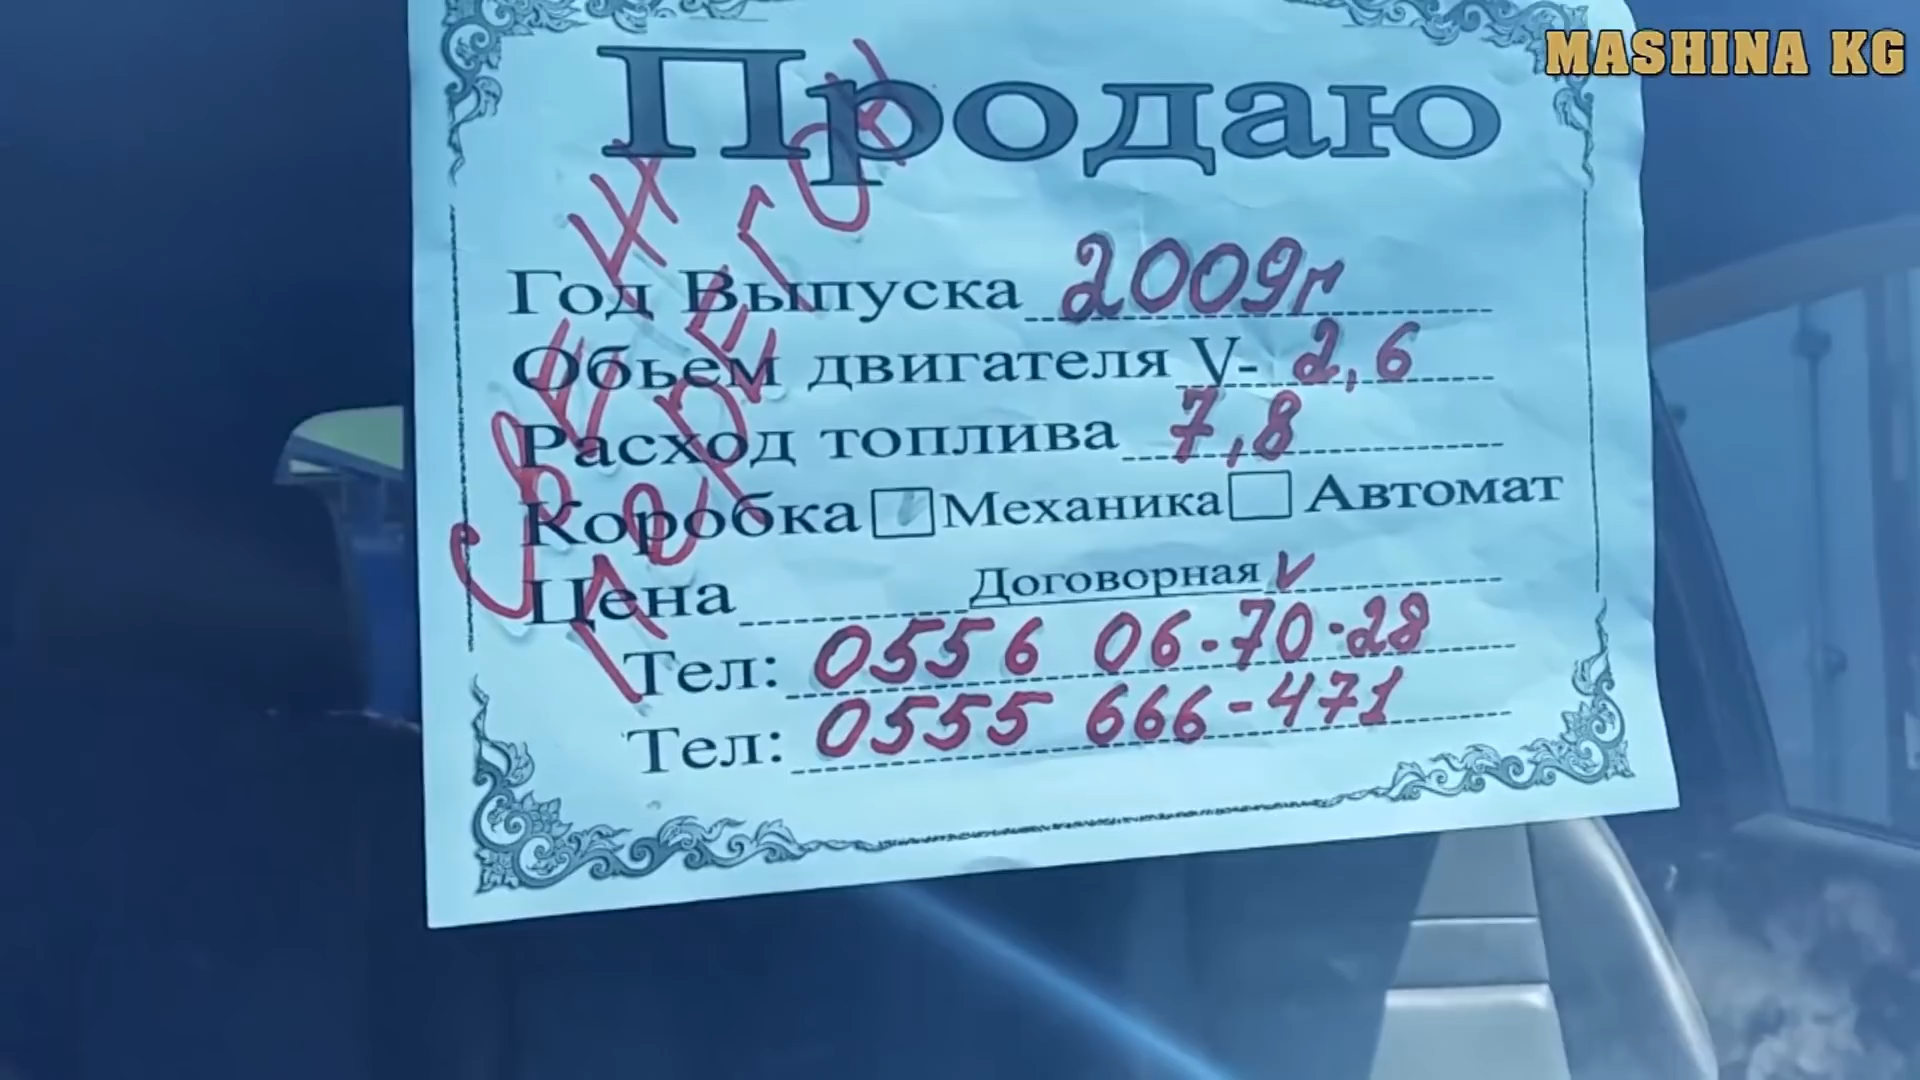 MASHINA KG
Продаю
СВЕЖИ
ПеРЕГОН
Год Выпуска 2009г
Обьем двигателя V- 2,6
Расход топлива 7,8
Коробка Механика Автомат
Цена Договорная
Тел: 0556 06-70-28
Тел: 0555 666-471